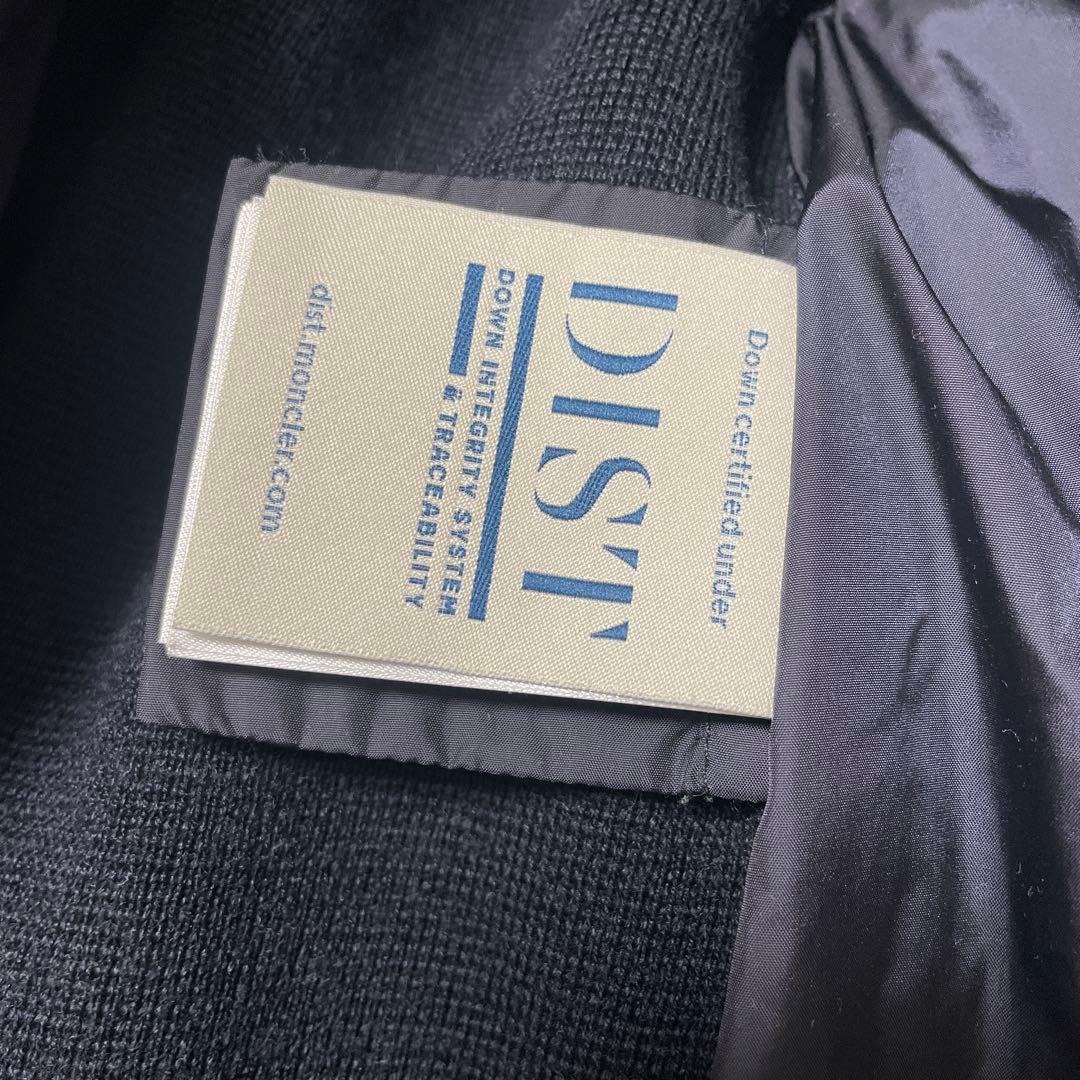 Down certified under
DIST
DOWN INTEGRITY SYSTEM
& TRACEABILITY
dist.moncler.com